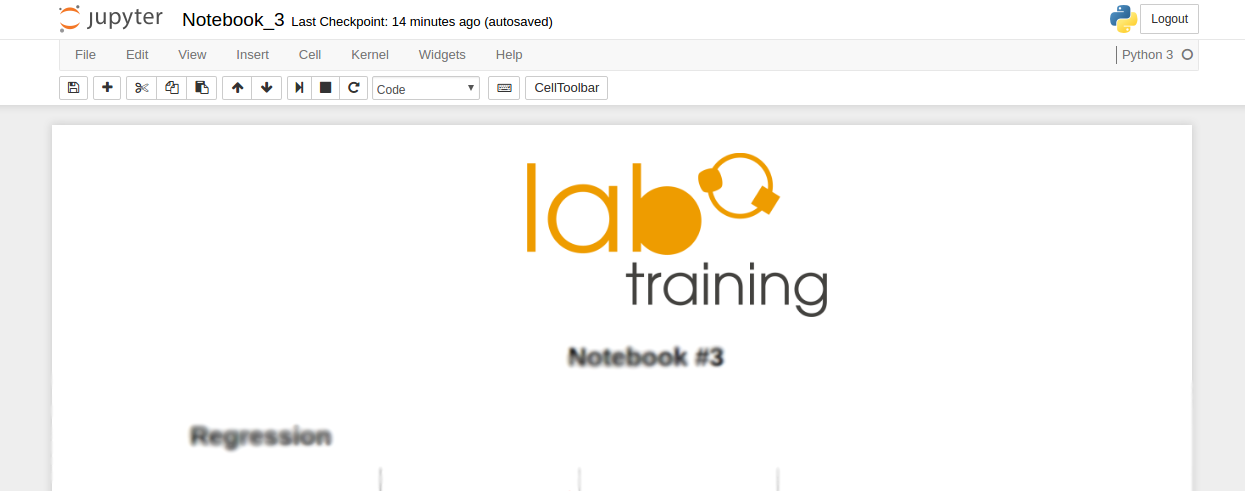 jupyter Notebook_3 Last Checkpoint: 14 minutes ago (autosaved) Logout
File Edit View Insert Cell Kernel Widgets Help Python 3
Code CellToolbar
lab
training
Notebook #3
Regression